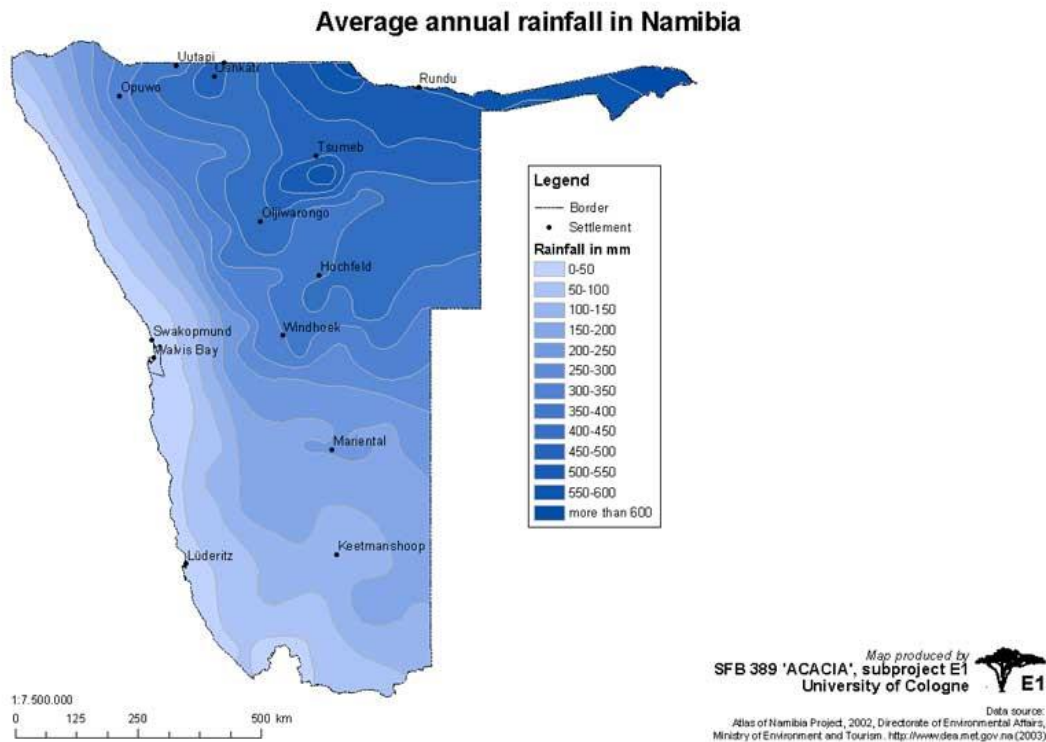 Average annual rainfall in Namibia
Uutapi
Oshkati
Opuwo
Rundu
Tsumeb
Otjiwarongo
Hochfeld
Windhoek
Swakopmund
Walvis Bay
Mariental
Keetmanshoop
Lüderitz
Legend
Border
Settlement
Rainfall in mm
0-50
50-100
100-150
150-200
200-250
250-300
300-350
350-400
400-450
450-500
500-550
550-600
more than 600
1:7.500.000
0 125 250 500 km
Map produced by
SFB 389 'ACACIA', subproject E1
University of Cologne
E1
Data source:
Atlas of Namibia Project, 2002, Directorate of Environmental Affairs,
Ministry of Environment and Tourism. http://www.dea.met.gov.na (2003)